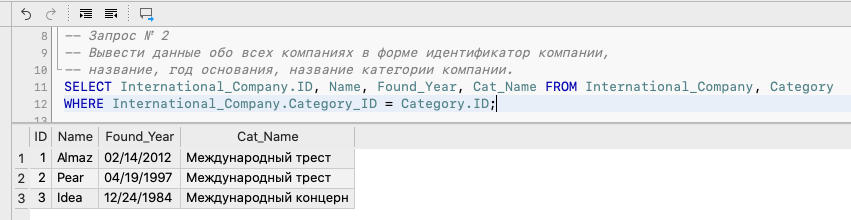 8 -- Запрос № 2
9 -- Вывести данные обо всех компаниях в форме идентификатор компании,
10 -- название, год основания, название категории компании.
11 SELECT International_Company.ID, Name, Found_Year, Cat_Name FROM International_Company, Category
12 WHERE International_Company.Category_ID = Category.ID;
13
ID Name Found_Year Cat_Name
1 1 Almaz 02/14/2012 Международный трест
2 2 Pear 04/19/1997 Международный трест
3 3 Idea 12/24/1984 Международный концерн